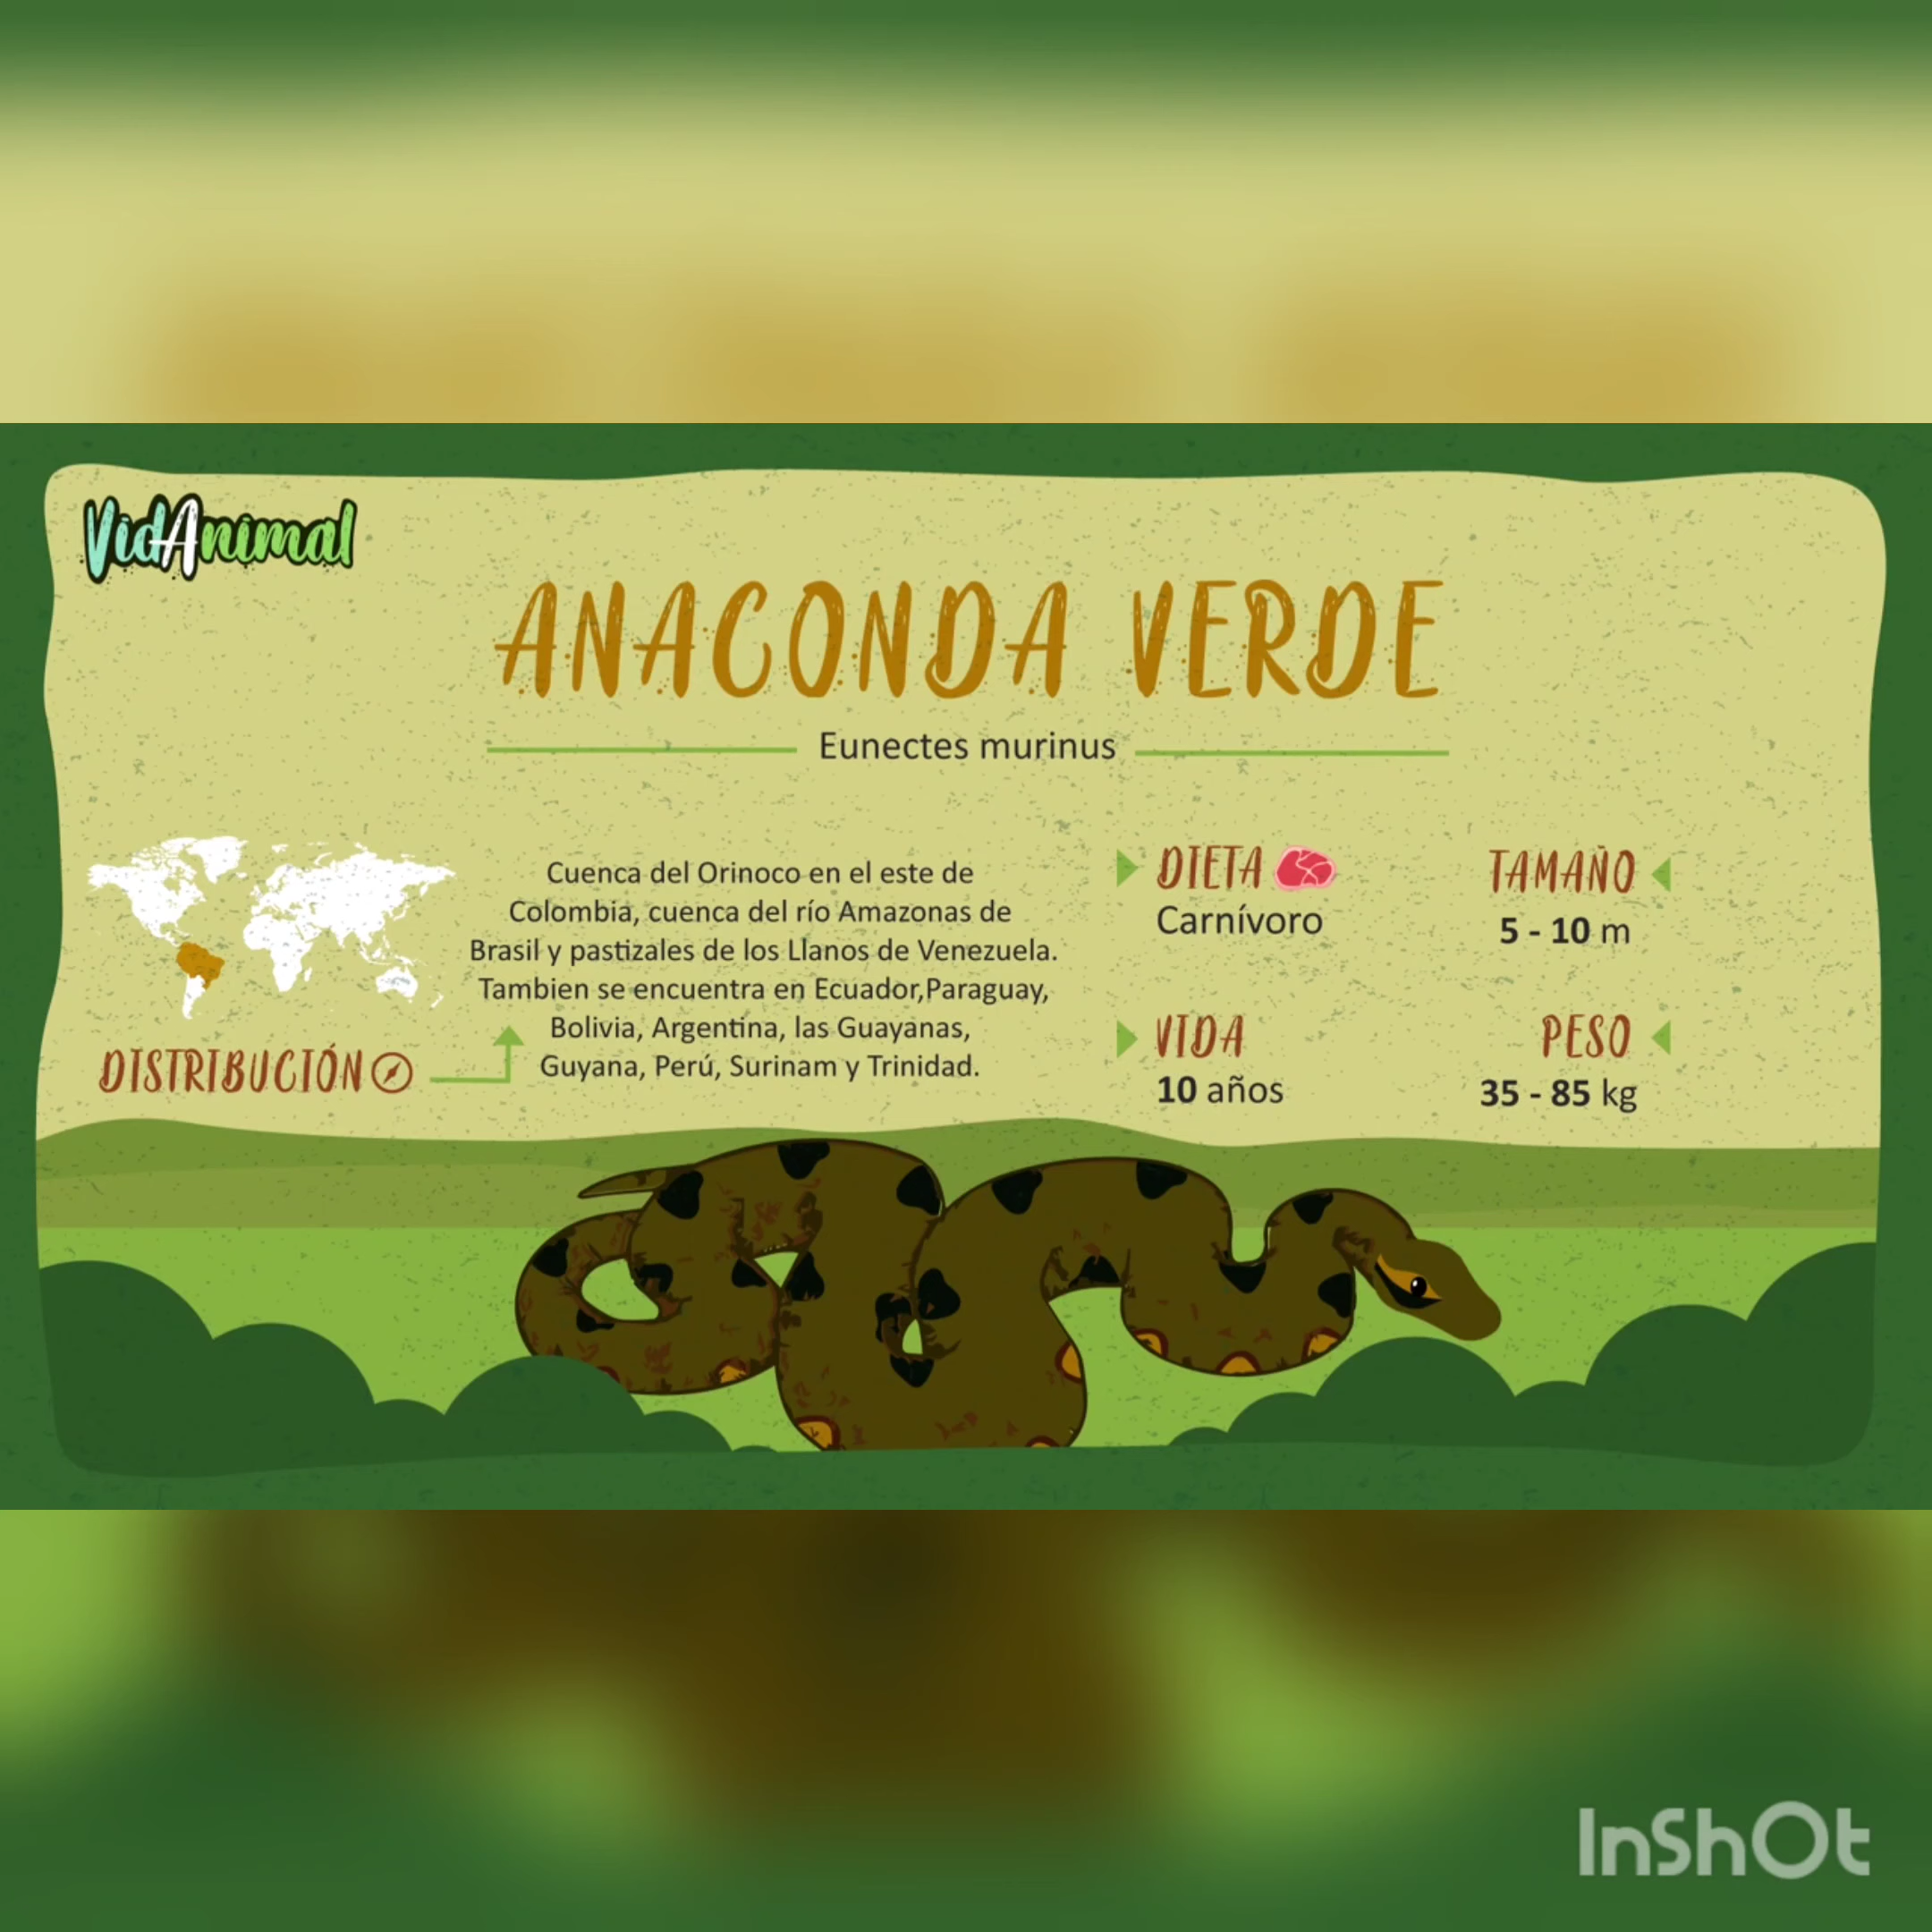 VidAnimal
ANACONDA VERDE
Eunectes murinus
Cuenca del Orinoco en el este de
Colombia, cuenca del río Amazonas de
Brasil y pastizales de los Llanos de Venezuela.
Tambien se encuentra en Ecuador,Paraguay,
Bolivia, Argentina, las Guayanas,
Guyana, Perú, Surinam y Trinidad.
DISTRIBUCIÓN
DIETA
Carnívoro
TAMAÑO
5 - 10 m
VIDA
10 años
PESO
35 - 85 kg
InShOt